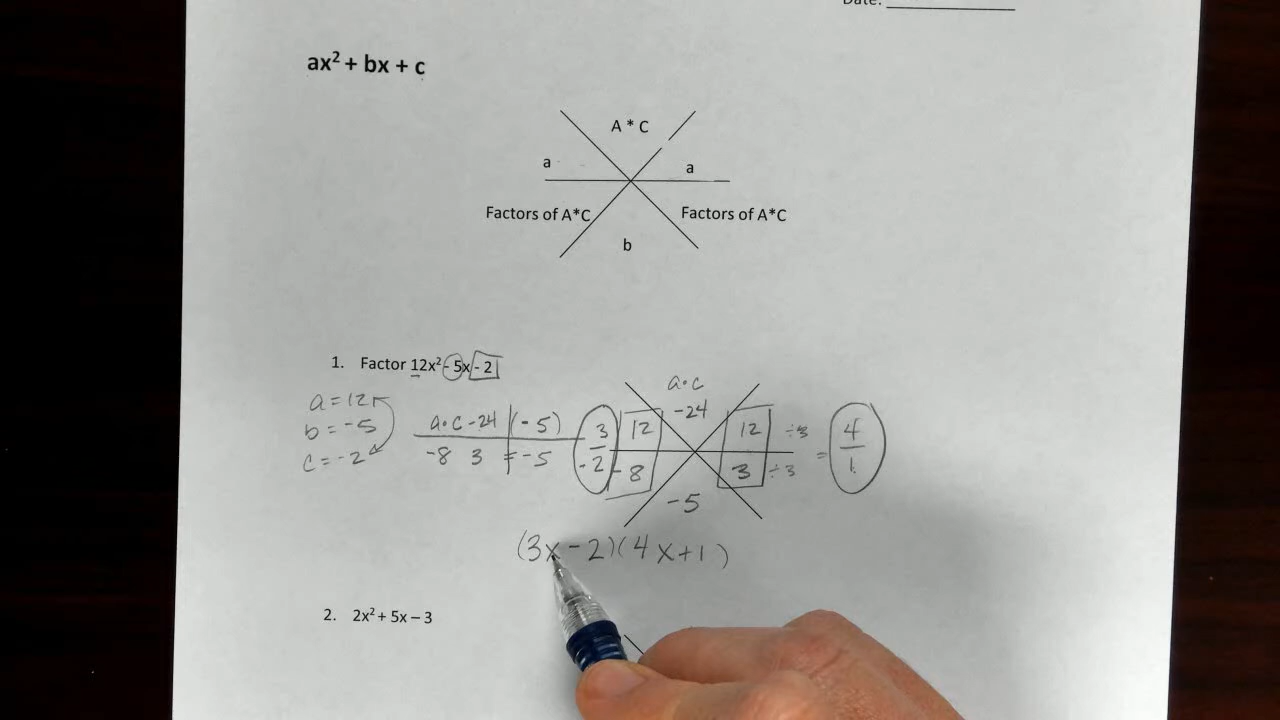 Date: ____________
ax² + bx + c
A * C
a a
Factors of A*C Factors of A*C
b
1. Factor 12x² - 5x - 2
a = 12
b = -5
c = -2
a·c -24 (-5)
-8 3 = -5
3 12
-2 -8
a·c
-24
-5
12 ÷3
3 ÷3
= 4
1
(3x - 2)(4x + 1)
2. 2x² + 5x – 3